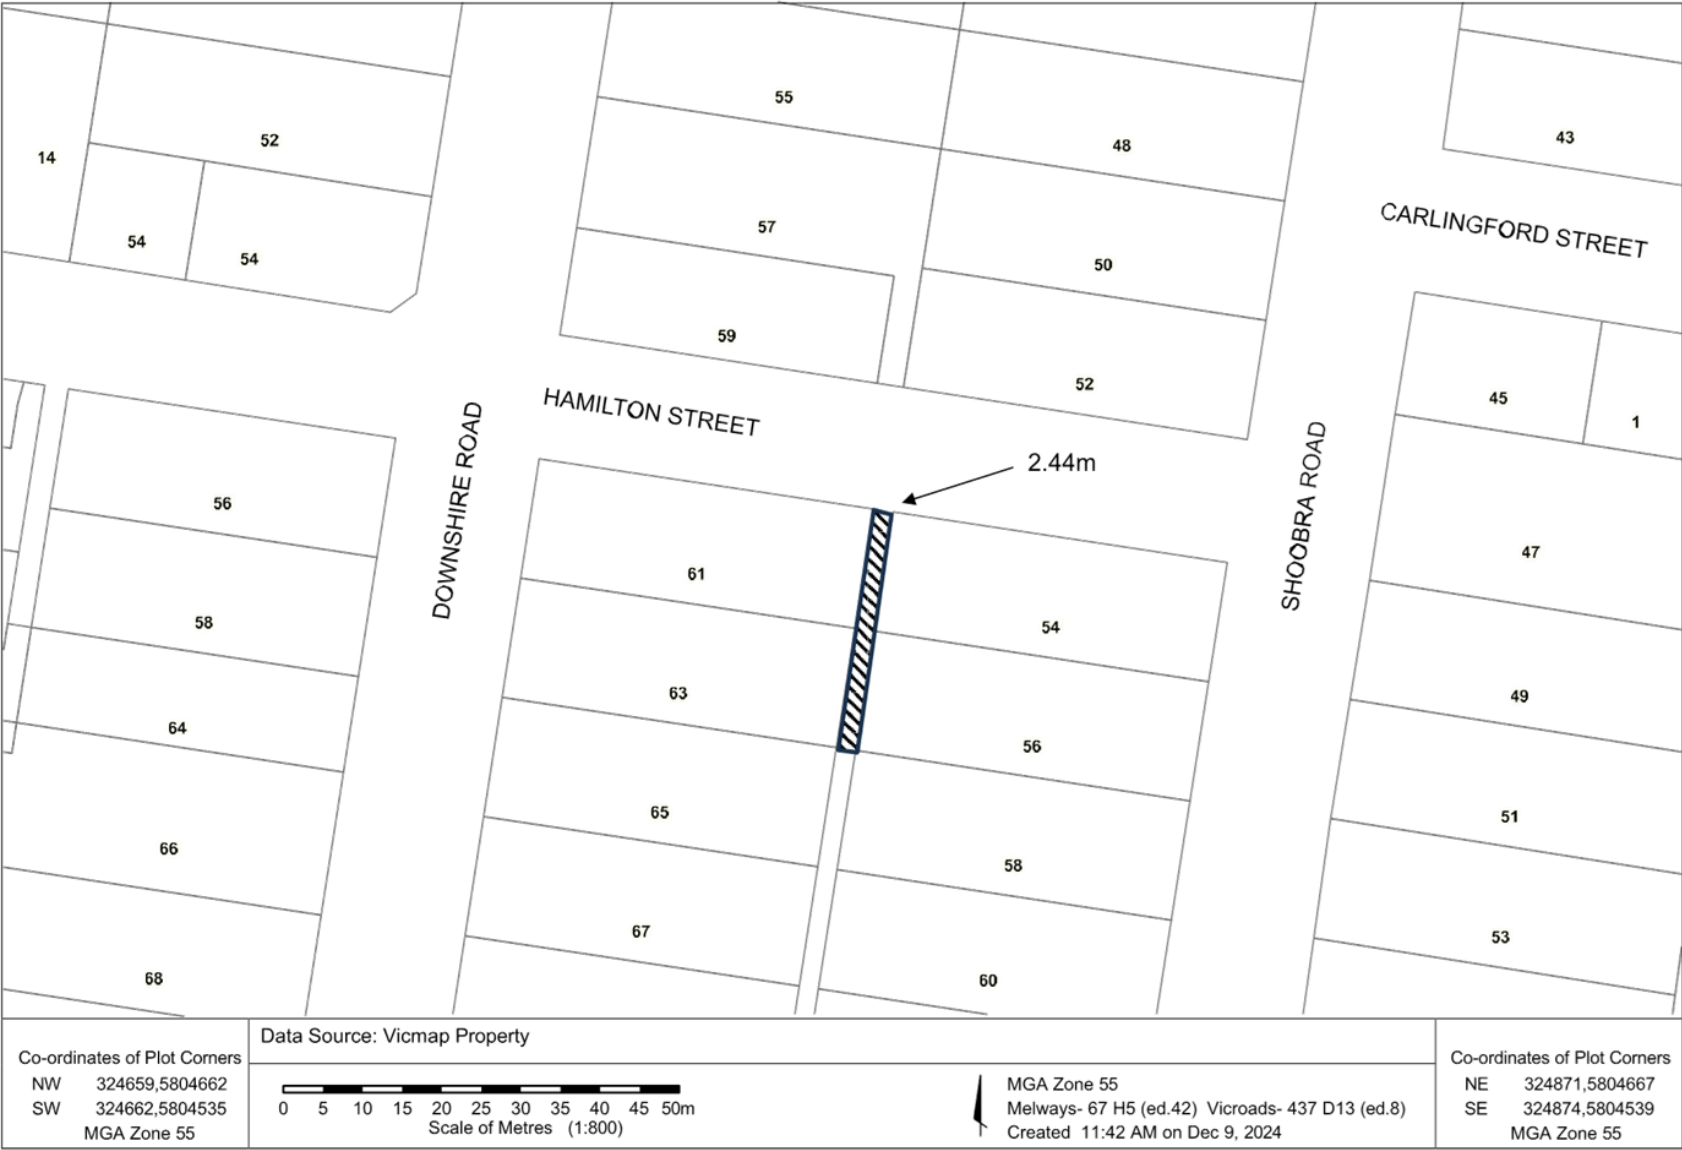 55
48
43
52
14
CARLINGFORD STREET
57
54
54
50
59
52
45
1
HAMILTON STREET
DOWNSHIRE ROAD
SHOOBRA ROAD
2.44m
56
61
47
58
54
63
49
64
56
65
51
66
58
67
53
68
60
Co-ordinates of Plot Corners
NW 324659,5804662
SW 324662,5804535
MGA Zone 55
Data Source: Vicmap Property
0 5 10 15 20 25 30 35 40 45 50m
Scale of Metres (1:800)
MGA Zone 55
Melways- 67 H5 (ed.42) Vicroads- 437 D13 (ed.8)
Created 11:42 AM on Dec 9, 2024
Co-ordinates of Plot Corners
NE 324871,5804667
SE 324874,5804539
MGA Zone 55